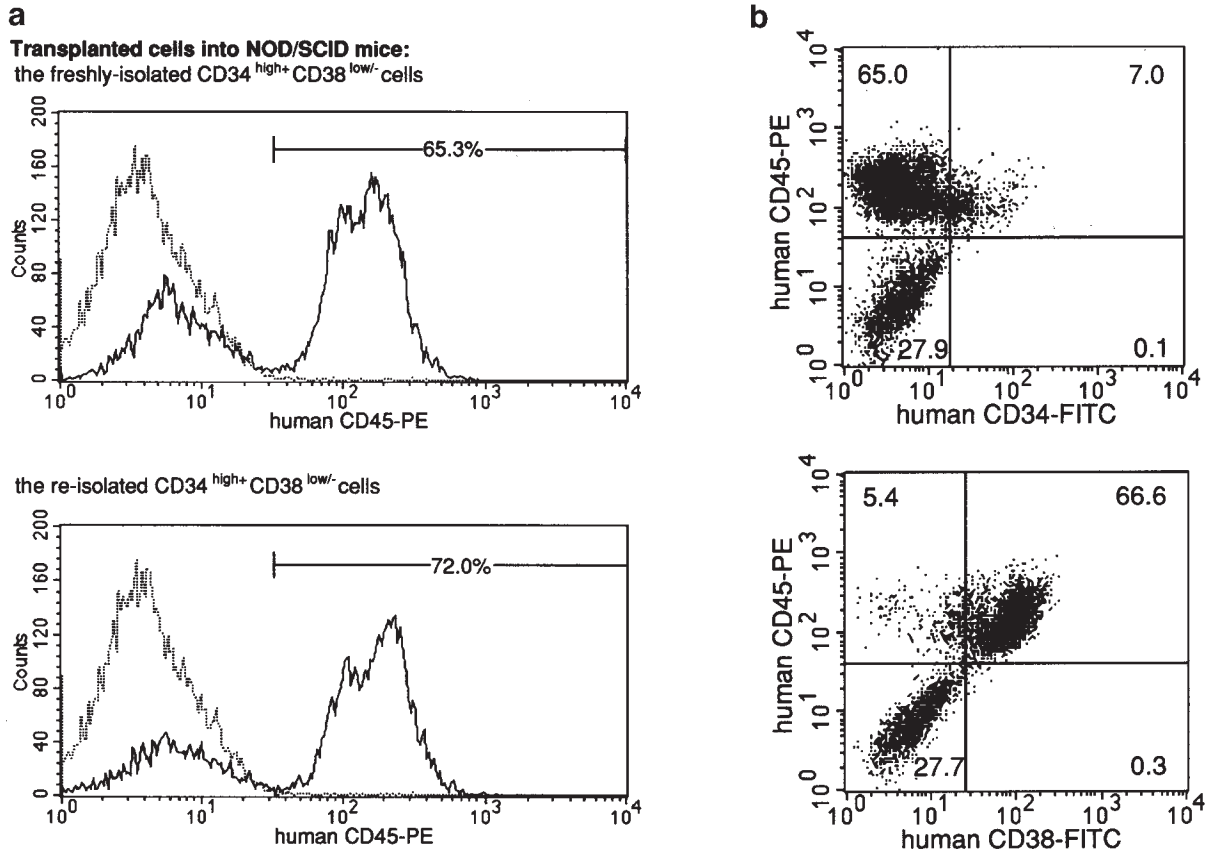 a
Transplanted cells into NOD/SCID mice:
the freshly-isolated CD34 high+ CD38 low/- cells
200
160
120
80
40
0
Counts
65.3%
10^0 10^1 10^2 10^3 10^4
human CD45-PE
the re-isolated CD34 high+ CD38 low/- cells
200
160
120
80
40
0
Counts
72.0%
10^0 10^1 10^2 10^3 10^4
human CD45-PE
b
10^4
10^3
10^2
10^1
10^0
human CD45-PE
65.0 7.0
27.9 0.1
10^0 10^1 10^2 10^3 10^4
human CD34-FITC
10^4
10^3
10^2
10^1
10^0
human CD45-PE
5.4 66.6
27.7 0.3
10^0 10^1 10^2 10^3 10^4
human CD38-FITC